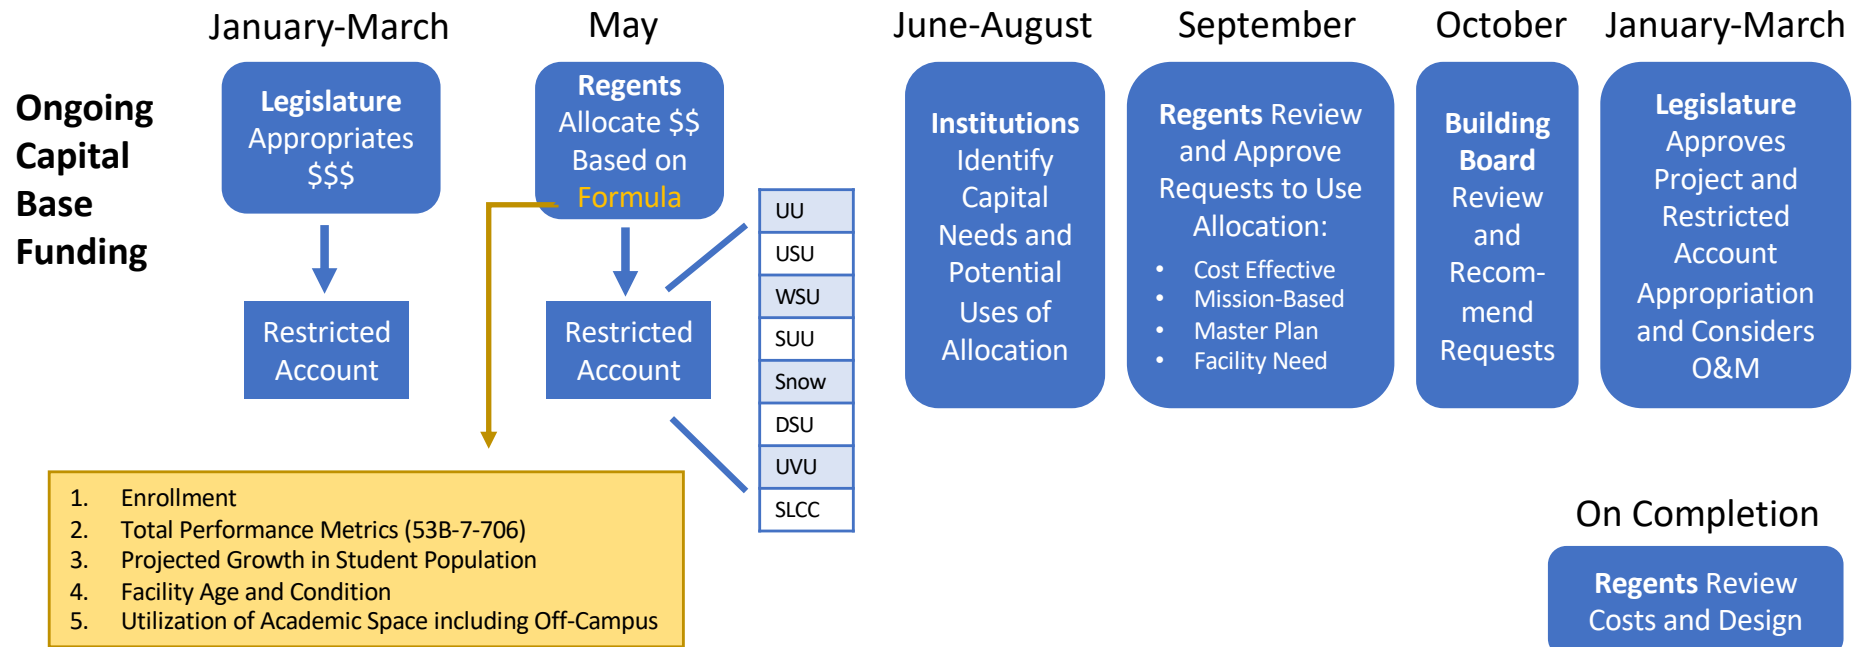 January-March
May
June-August
September
October
January-March
Ongoing
Capital
Base
Funding
Legislature
Appropriates
$$$
Restricted
Account
Regents
Allocate $$
Based on
Formula
Restricted
Account
UU
USU
WSU
SUU
Snow
DSU
UVU
SLCC
1. Enrollment
2. Total Performance Metrics (53B-7-706)
3. Projected Growth in Student Population
4. Facility Age and Condition
5. Utilization of Academic Space including Off-Campus
Institutions
Identify
Capital
Needs and
Potential
Uses of
Allocation
Regents Review
and Approve
Requests to Use
Allocation:
• Cost Effective
• Mission-Based
• Master Plan
• Facility Need
Building
Board
Review
and
Recom-
mend
Requests
Legislature
Approves
Project and
Restricted
Account
Appropriation
and Considers
O&M
On Completion
Regents Review
Costs and Design